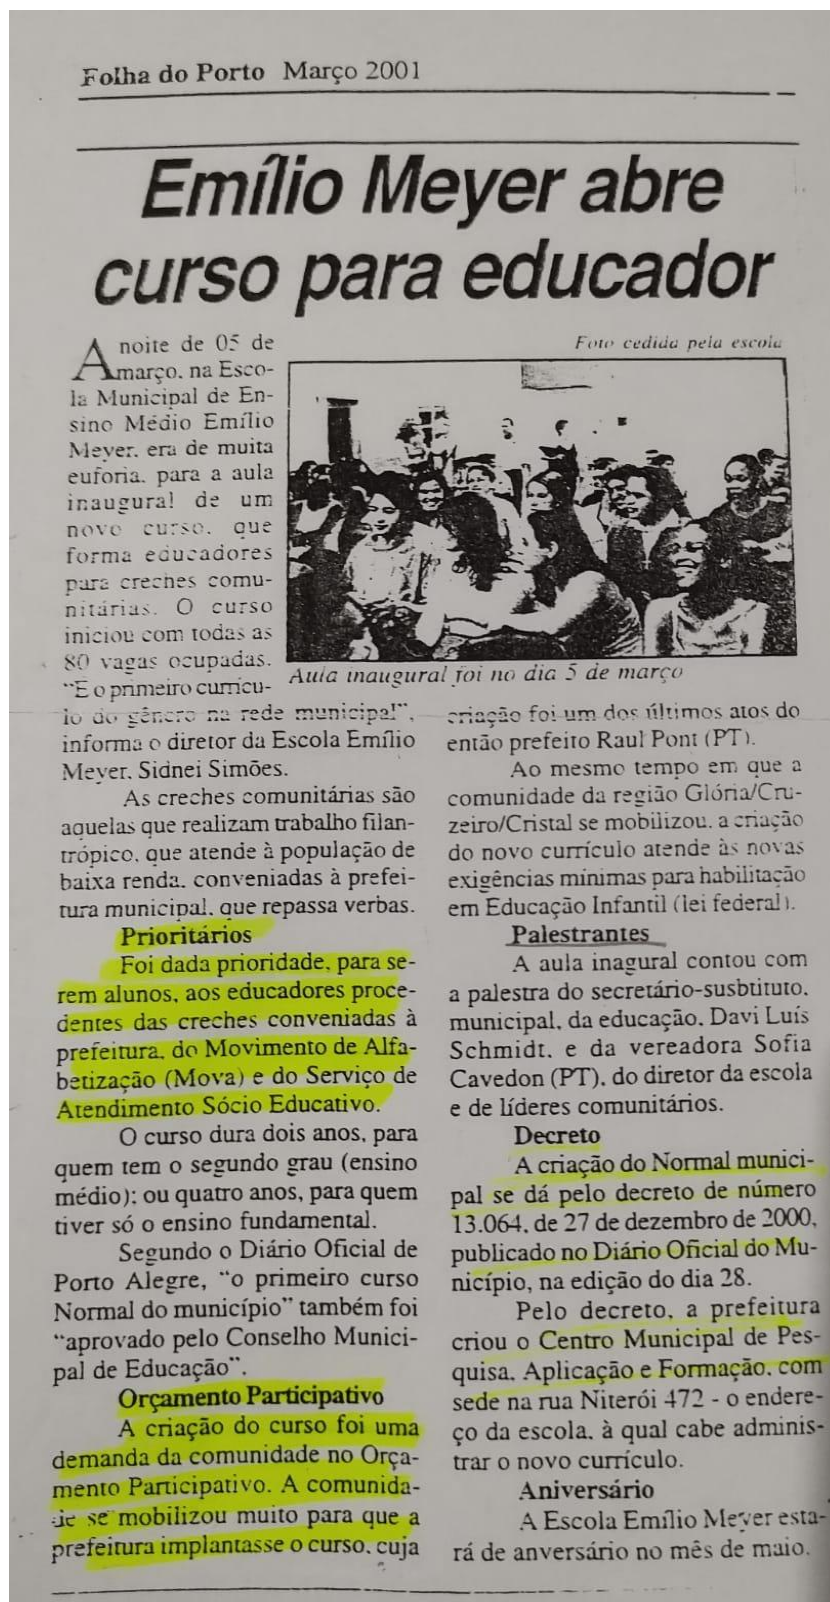 Folha do Porto Março 2001
Emílio Meyer abre
curso para educador
A noite de 05 de
março, na Esco-
la Municipal de En-
sino Médio Emílio
Meyer, era de muita
euforia, para a aula
inaugural de um
novo curso, que
forma educadores
para creches comu-
nitárias. O curso
iniciou com todas as
80 vagas ocupadas.
"É o primeiro currícu-
lo do gênero na rede municipal",
informa o diretor da Escola Emílio
Meyer, Sidnei Simões.
As creches comunitárias são
aquelas que realizam trabalho filan-
trópico, que atende à população de
baixa renda, conveniadas à prefei-
tura municipal, que repassa verbas.
Prioritários
Foi dada prioridade, para se-
rem alunos, aos educadores proce-
dentes das creches conveniadas à
prefeitura, do Movimento de Alfa-
betização (Mova) e do Serviço de
Atendimento Sócio Educativo.
O curso dura dois anos, para
quem tem o segundo grau (ensino
médio); ou quatro anos, para quem
tiver só o ensino fundamental.
Segundo o Diário Oficial de
Porto Alegre, "o primeiro curso
Normal do município" também foi
"aprovado pelo Conselho Munici-
pal de Educação".
Orçamento Participativo
A criação do curso foi uma
demanda da comunidade no Orça-
mento Participativo. A comunida-
de se mobilizou muito para que a
prefeitura implantasse o curso, cuja
Foto cedida pela escola
Aula inaugural foi no dia 5 de março
criação foi um dos últimos atos do
então prefeito Raul Pont (PT).
Ao mesmo tempo em que a
comunidade da região Glória/Cru-
zeiro/Cristal se mobilizou, a criação
do novo currículo atende às novas
exigências mínimas para habilitação
em Educação Infantil (lei federal).
Palestrantes
A aula inagural contou com
a palestra do secretário-susbtituto,
municipal, da educação, Davi Luís
Schmidt, e da vereadora Sofia
Cavedon (PT), do diretor da escola
e de líderes comunitários.
Decreto
A criação do Normal munici-
pal se dá pelo decreto de número
13.064, de 27 de dezembro de 2000,
publicado no Diário Oficial do Mu-
nicípio, na edição do dia 28.
Pelo decreto, a prefeitura
criou o Centro Municipal de Pes-
quisa, Aplicação e Formação, com
sede na rua Niterói 472 - o endere-
ço da escola, à qual cabe adminis-
trar o novo currículo.
Aniversário
A Escola Emílio Meyer esta-
rá de anversário no mês de maio.